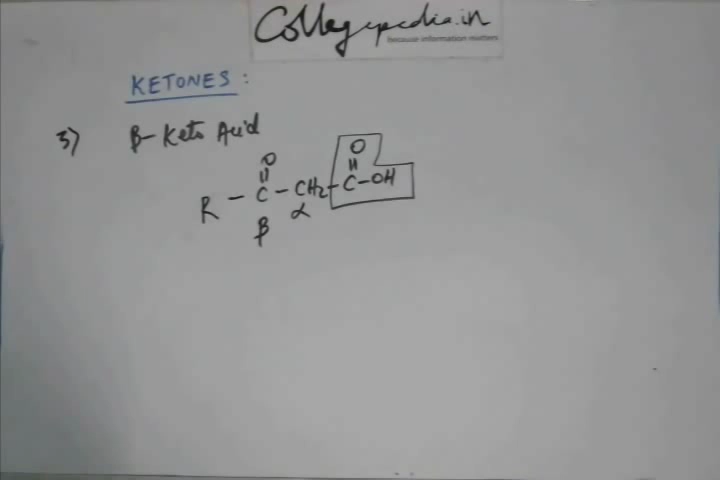 Collegepedia.in
because information matters
KETONES :
3) β- Keto Acid
O O
|| ||
R - C - CH2 - C - OH
β α